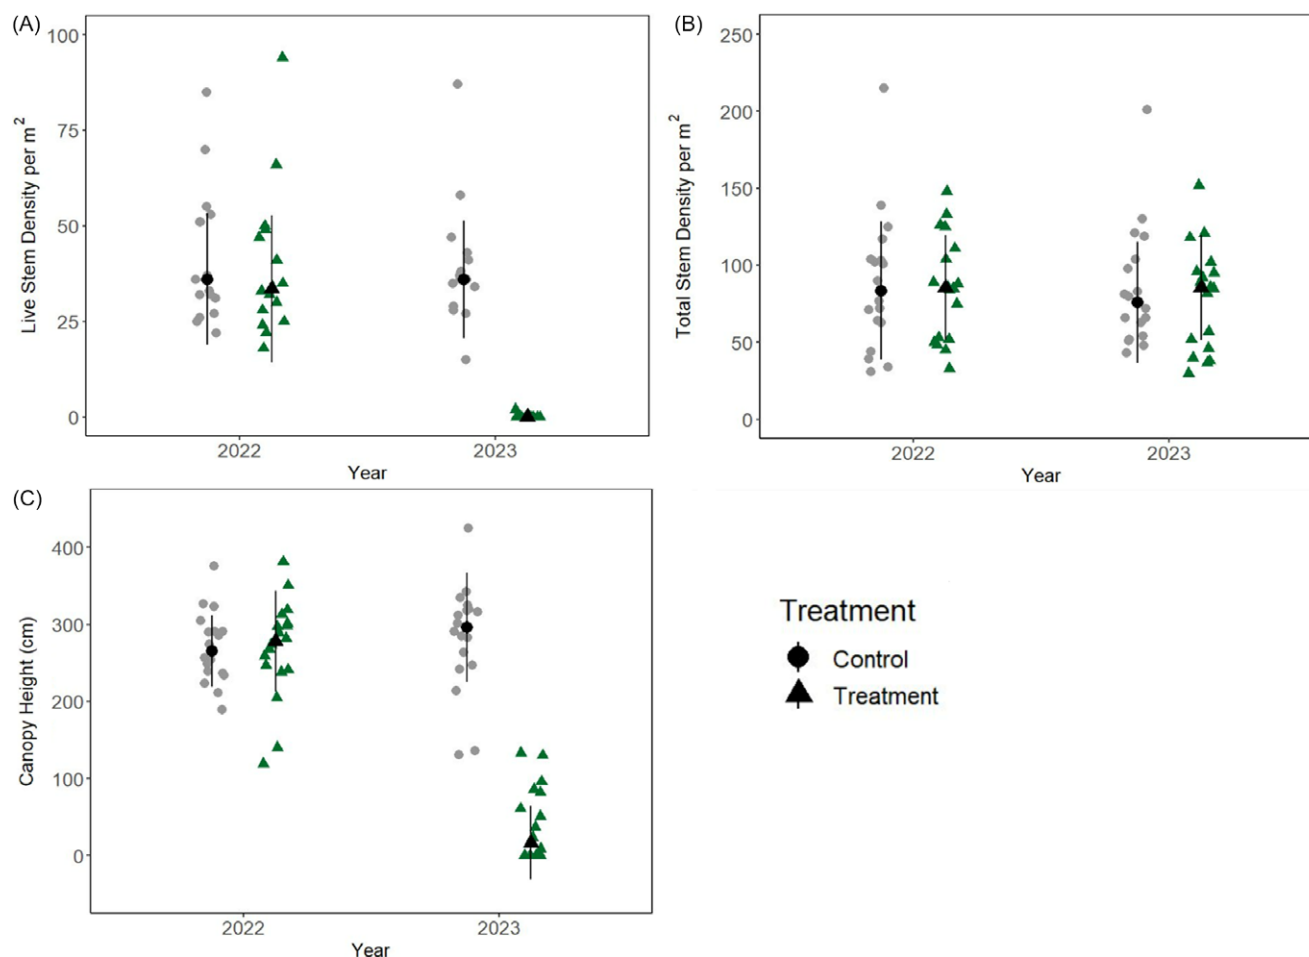 (A)
100
75
50
25
0
Live Stem Density per m²
2022
2023
Year
(B)
250
200
150
100
50
0
Total Stem Density per m²
2022
2023
Year
(C)
400
300
200
100
0
Canopy Height (cm)
2022
2023
Year
Treatment
Control
Treatment